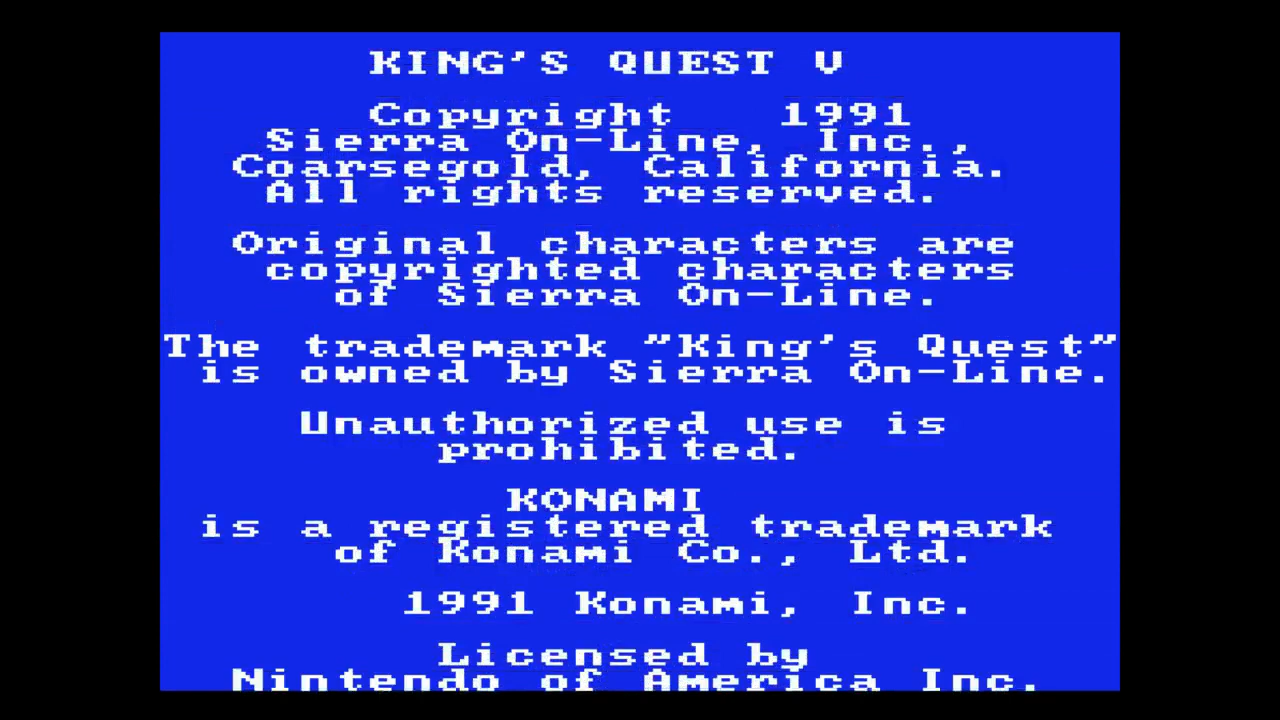 KING'S QUEST V
Copyright 1991
Sierra On-Line, Inc.,
Coarsegold, California.
All rights reserved.
Original characters are
copyrighted characters
of Sierra On-Line.
The trademark "King's Quest"
is owned by Sierra On-Line.
Unauthorized use is
prohibited.
KONAMI
is a registered trademark
of Konami Co., Ltd.
1991 Konami, Inc.
Licensed by
Nintendo of America Inc.